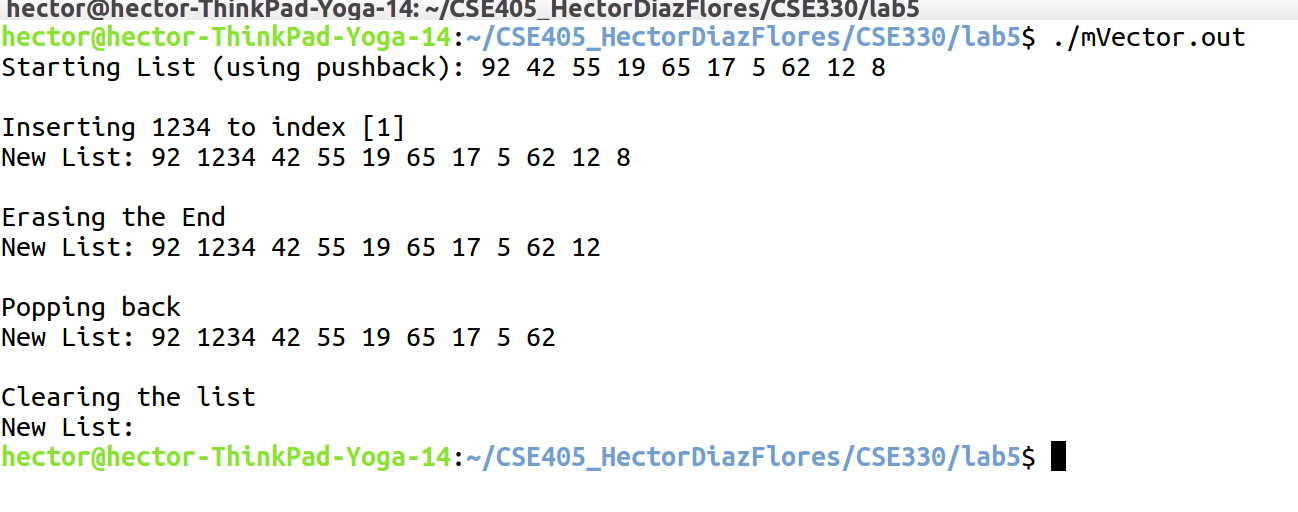 hector@hector-ThinkPad-Yoga-14: ~/CSE405_HectorDiazFlores/CSE330/lab5
hector@hector-ThinkPad-Yoga-14:~/CSE405_HectorDiazFlores/CSE330/lab5$ ./mVector.out
Starting List (using pushback): 92 42 55 19 65 17 5 62 12 8
Inserting 1234 to index [1]
New List: 92 1234 42 55 19 65 17 5 62 12 8
Erasing the End
New List: 92 1234 42 55 19 65 17 5 62 12
Popping back
New List: 92 1234 42 55 19 65 17 5 62
Clearing the list
New List:
hector@hector-ThinkPad-Yoga-14:~/CSE405_HectorDiazFlores/CSE330/lab5$